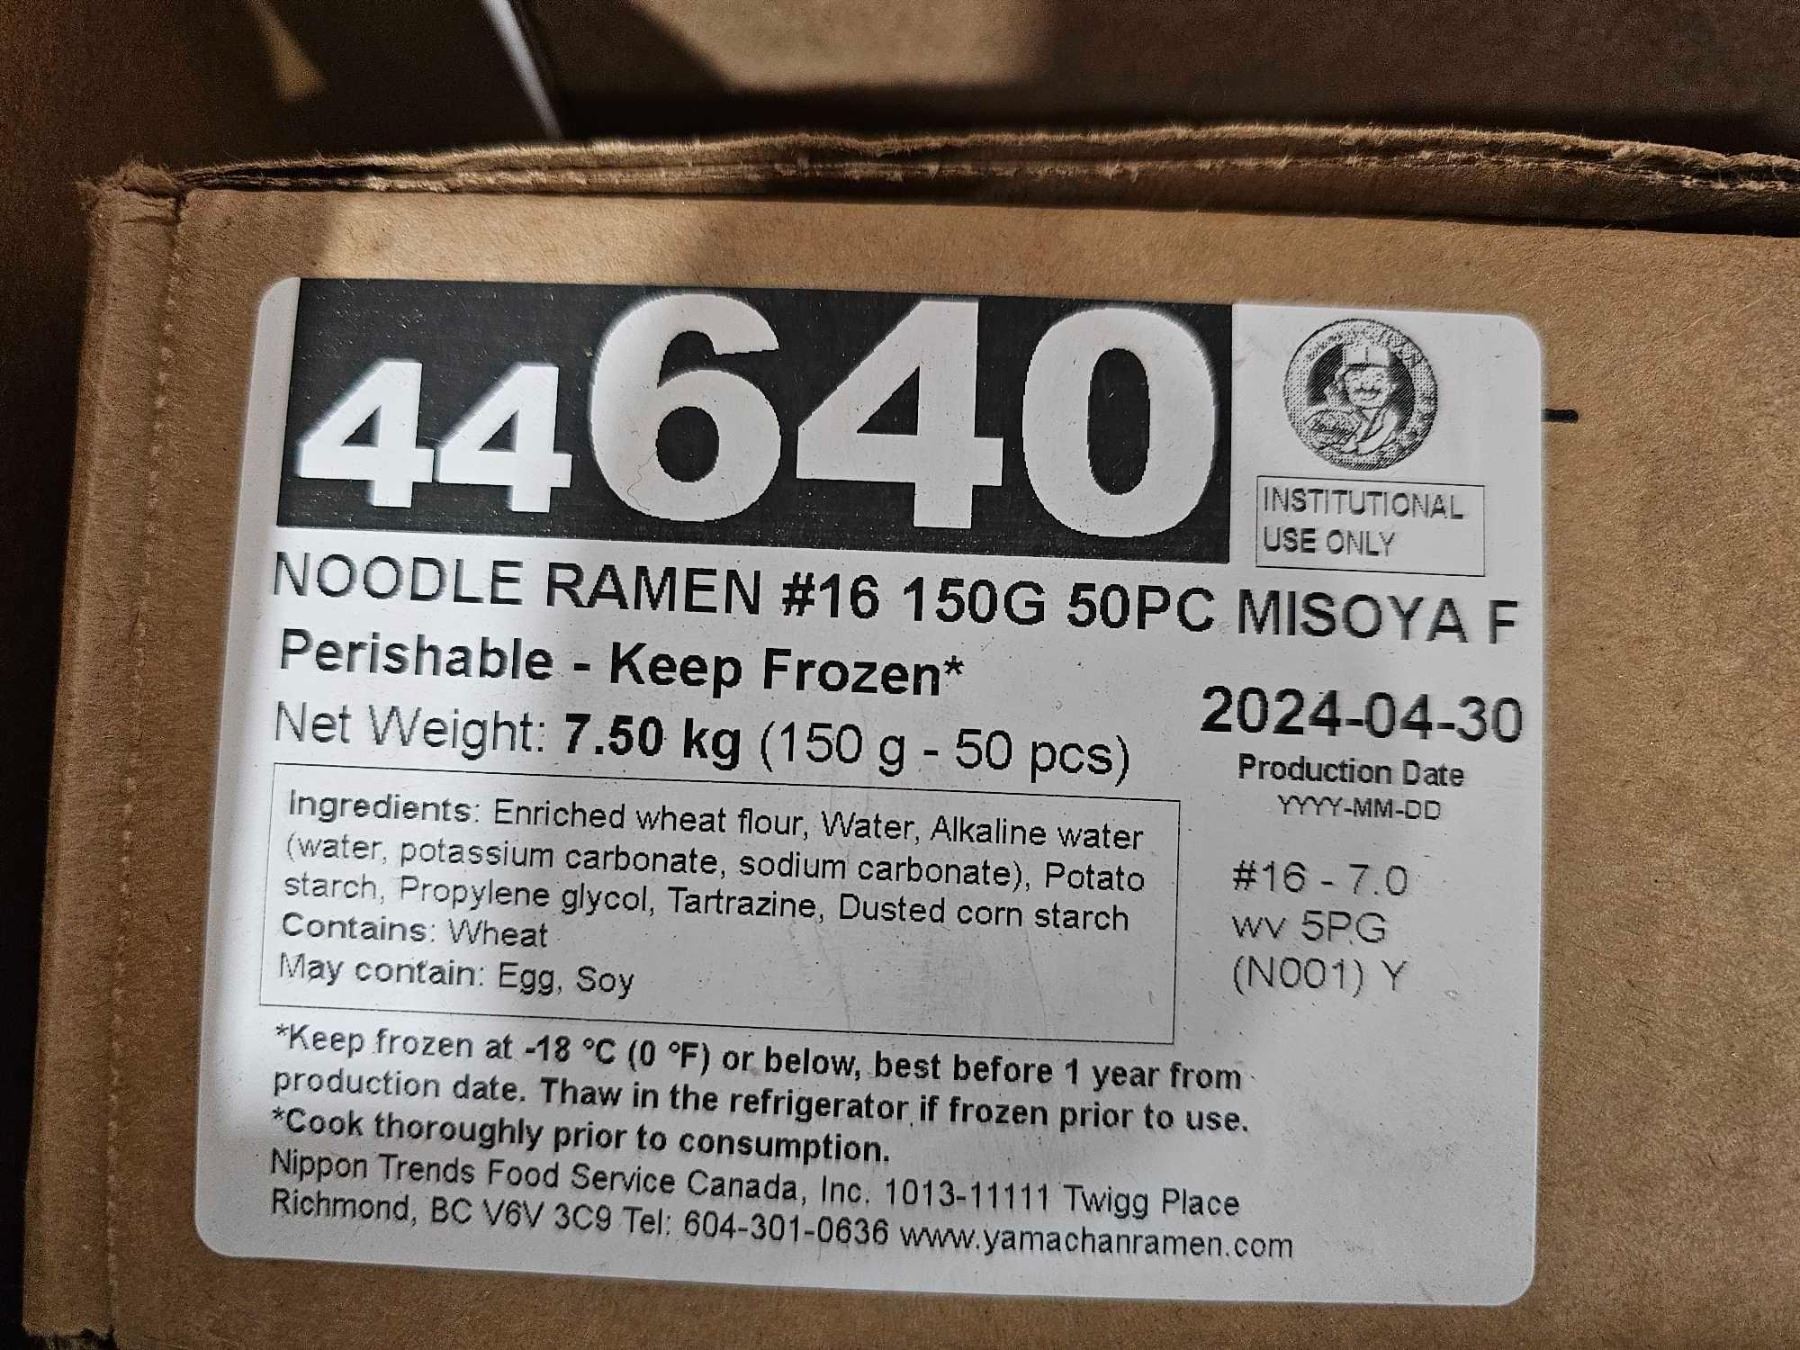 44640
INSTITUTIONAL
USE ONLY
NOODLE RAMEN #16 150G 50PC MISOYA F
Perishable - Keep Frozen*
Net Weight: 7.50 kg (150 g - 50 pcs)
2024-04-30
Production Date
YYYY-MM-DD
Ingredients: Enriched wheat flour, Water, Alkaline water
(water, potassium carbonate, sodium carbonate), Potato
starch, Propylene glycol, Tartrazine, Dusted corn starch
Contains: Wheat
May contain: Egg, Soy
#16 - 7.0
wv 5PG
(N001) Y
*Keep frozen at -18 °C (0 °F) or below, best before 1 year from
production date. Thaw in the refrigerator if frozen prior to use.
*Cook thoroughly prior to consumption.
Nippon Trends Food Service Canada, Inc. 1013-11111 Twigg Place
Richmond, BC V6V 3C9 Tel: 604-301-0636 www.yamachanramen.com